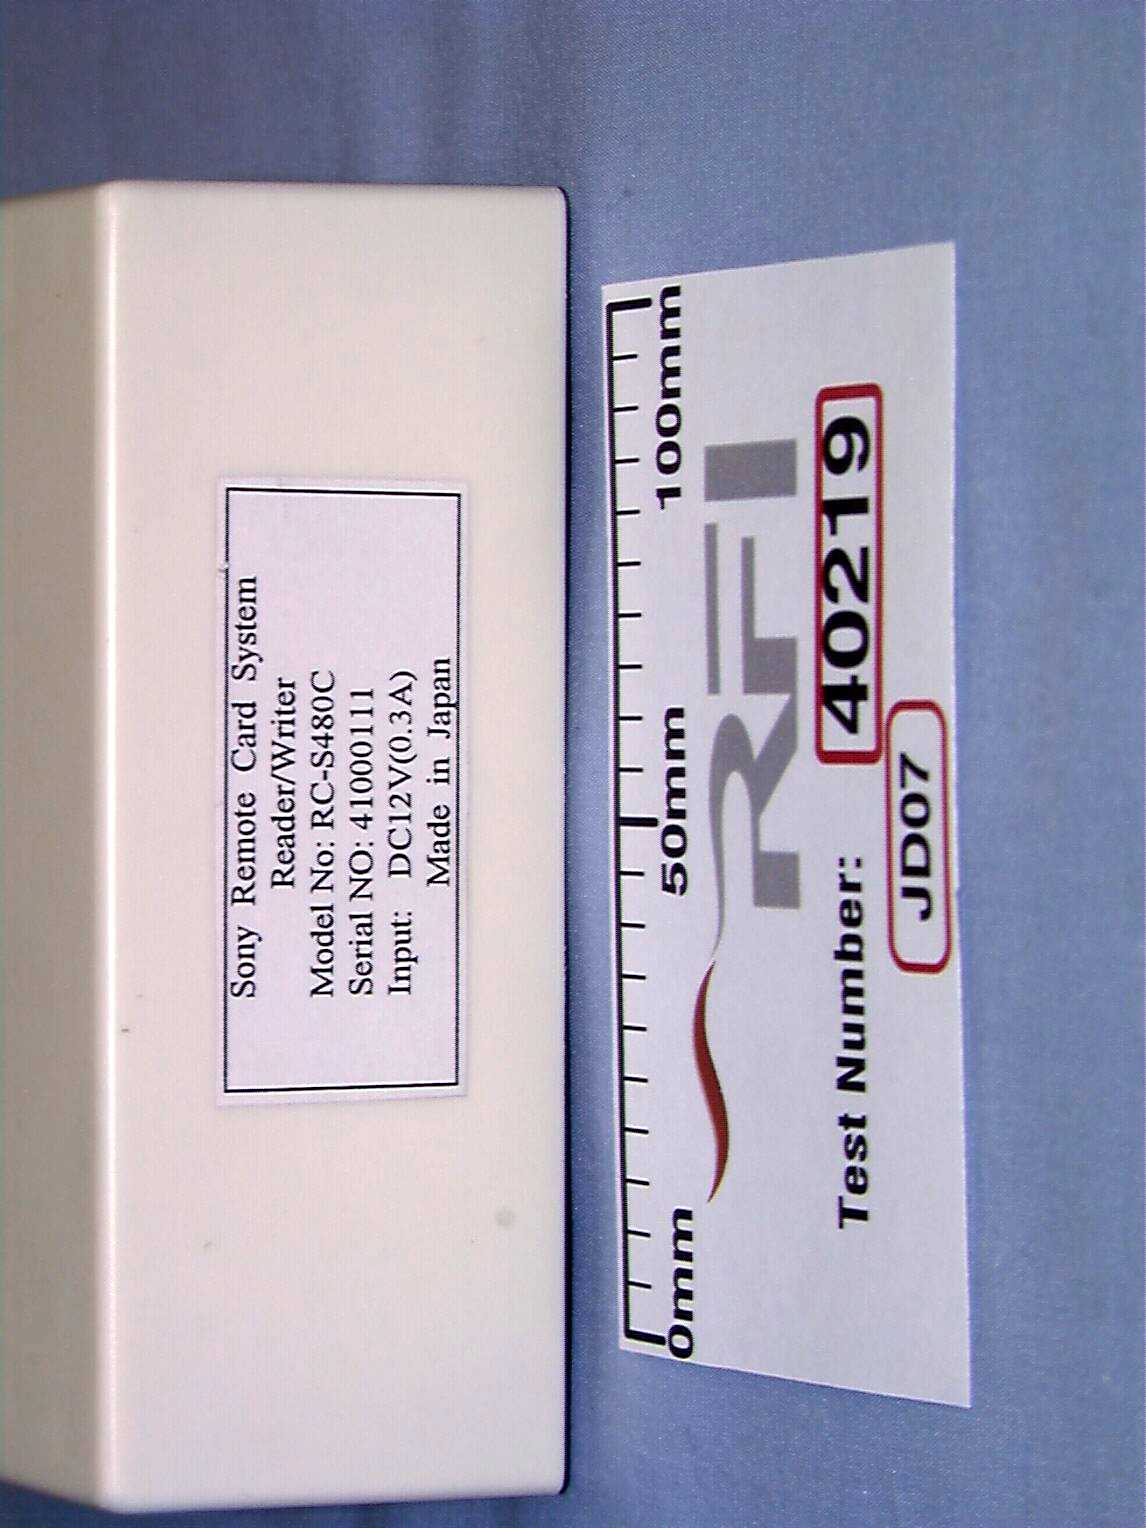 Sony Remote Card System
Reader/Writer
Model No: RC-S480C
Serial NO: 41000111
Input: DC12V(0.3A)
Made in Japan
0mm 50mm 100mm
RFI
Test Number: 40219
JD07